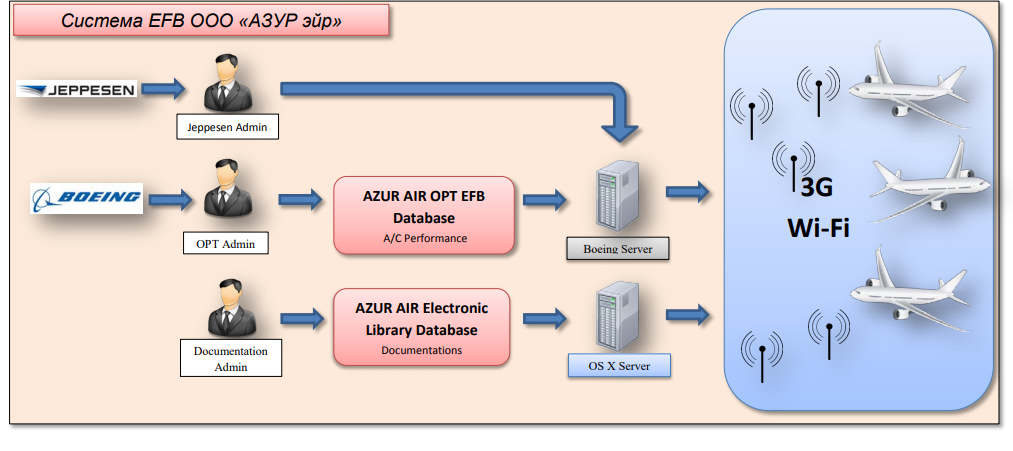 Система EFB ООО «АЗУР эйр»
JEPPESEN
Jeppesen Admin
BOEING
OPT Admin
AZUR AIR OPT EFB
Database
A/C Performance
Boeing Server
Documentation
Admin
AZUR AIR Electronic
Library Database
Documentations
OS X Server
3G
Wi-Fi